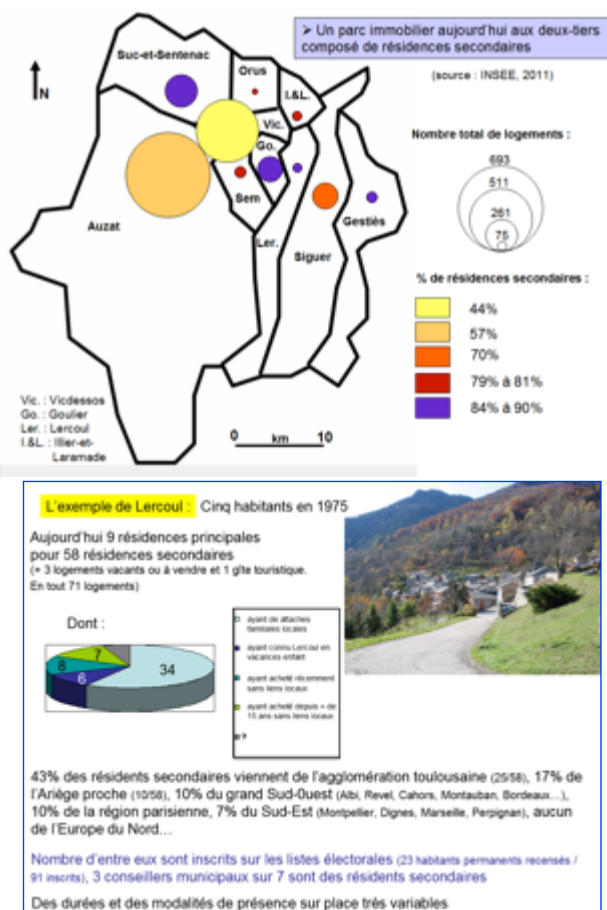 ➢ Un parc immobilier aujourd'hui aux deux-tiers
composé de résidences secondaires
(source : INSEE, 2011)
N
Suc-et-Sentenac
Orus
I.&L.
Vic.
Go.
Sem
Auzat
Ler.
Siguer
Gestiès
Nombre total de logements :
693
511
261
75
% de résidences secondaires :
44%
57%
70%
79% à 81%
84% à 90%
Vic. : Vicdessos
Go. : Goulier
Ler. : Lercoul
I.&L. : Illier-et-
Laramade
0 km 10
L'exemple de Lercoul : Cinq habitants en 1975
Aujourd'hui 9 résidences principales
pour 58 résidences secondaires
(+ 3 logements vacants ou à vendre et 1 gîte touristique.
En tout 71 logements)
Dont :
34
6
8
7
ayant de attaches
familiales locales
ayant connu Lercoul en
vacances enfant
ayant acheté récemment
sans liens locaux
ayant acheté depuis + de
15 ans sans liens locaux
?
43% des résidents secondaires viennent de l'agglomération toulousaine (25/58), 17% de
l'Ariège proche (10/58), 10% du grand Sud-Ouest (Albi, Revel, Cahors, Montauban, Bordeaux…),
10% de la région parisienne, 7% du Sud-Est (Montpellier, Dignes, Marseille, Perpignan), aucun
de l'Europe du Nord…
Nombre d'entre eux sont inscrits sur les listes électorales (23 habitants permanents recensés /
91 inscrits), 3 conseillers municipaux sur 7 sont des résidents secondaires
Des durées et des modalités de présence sur place très variables